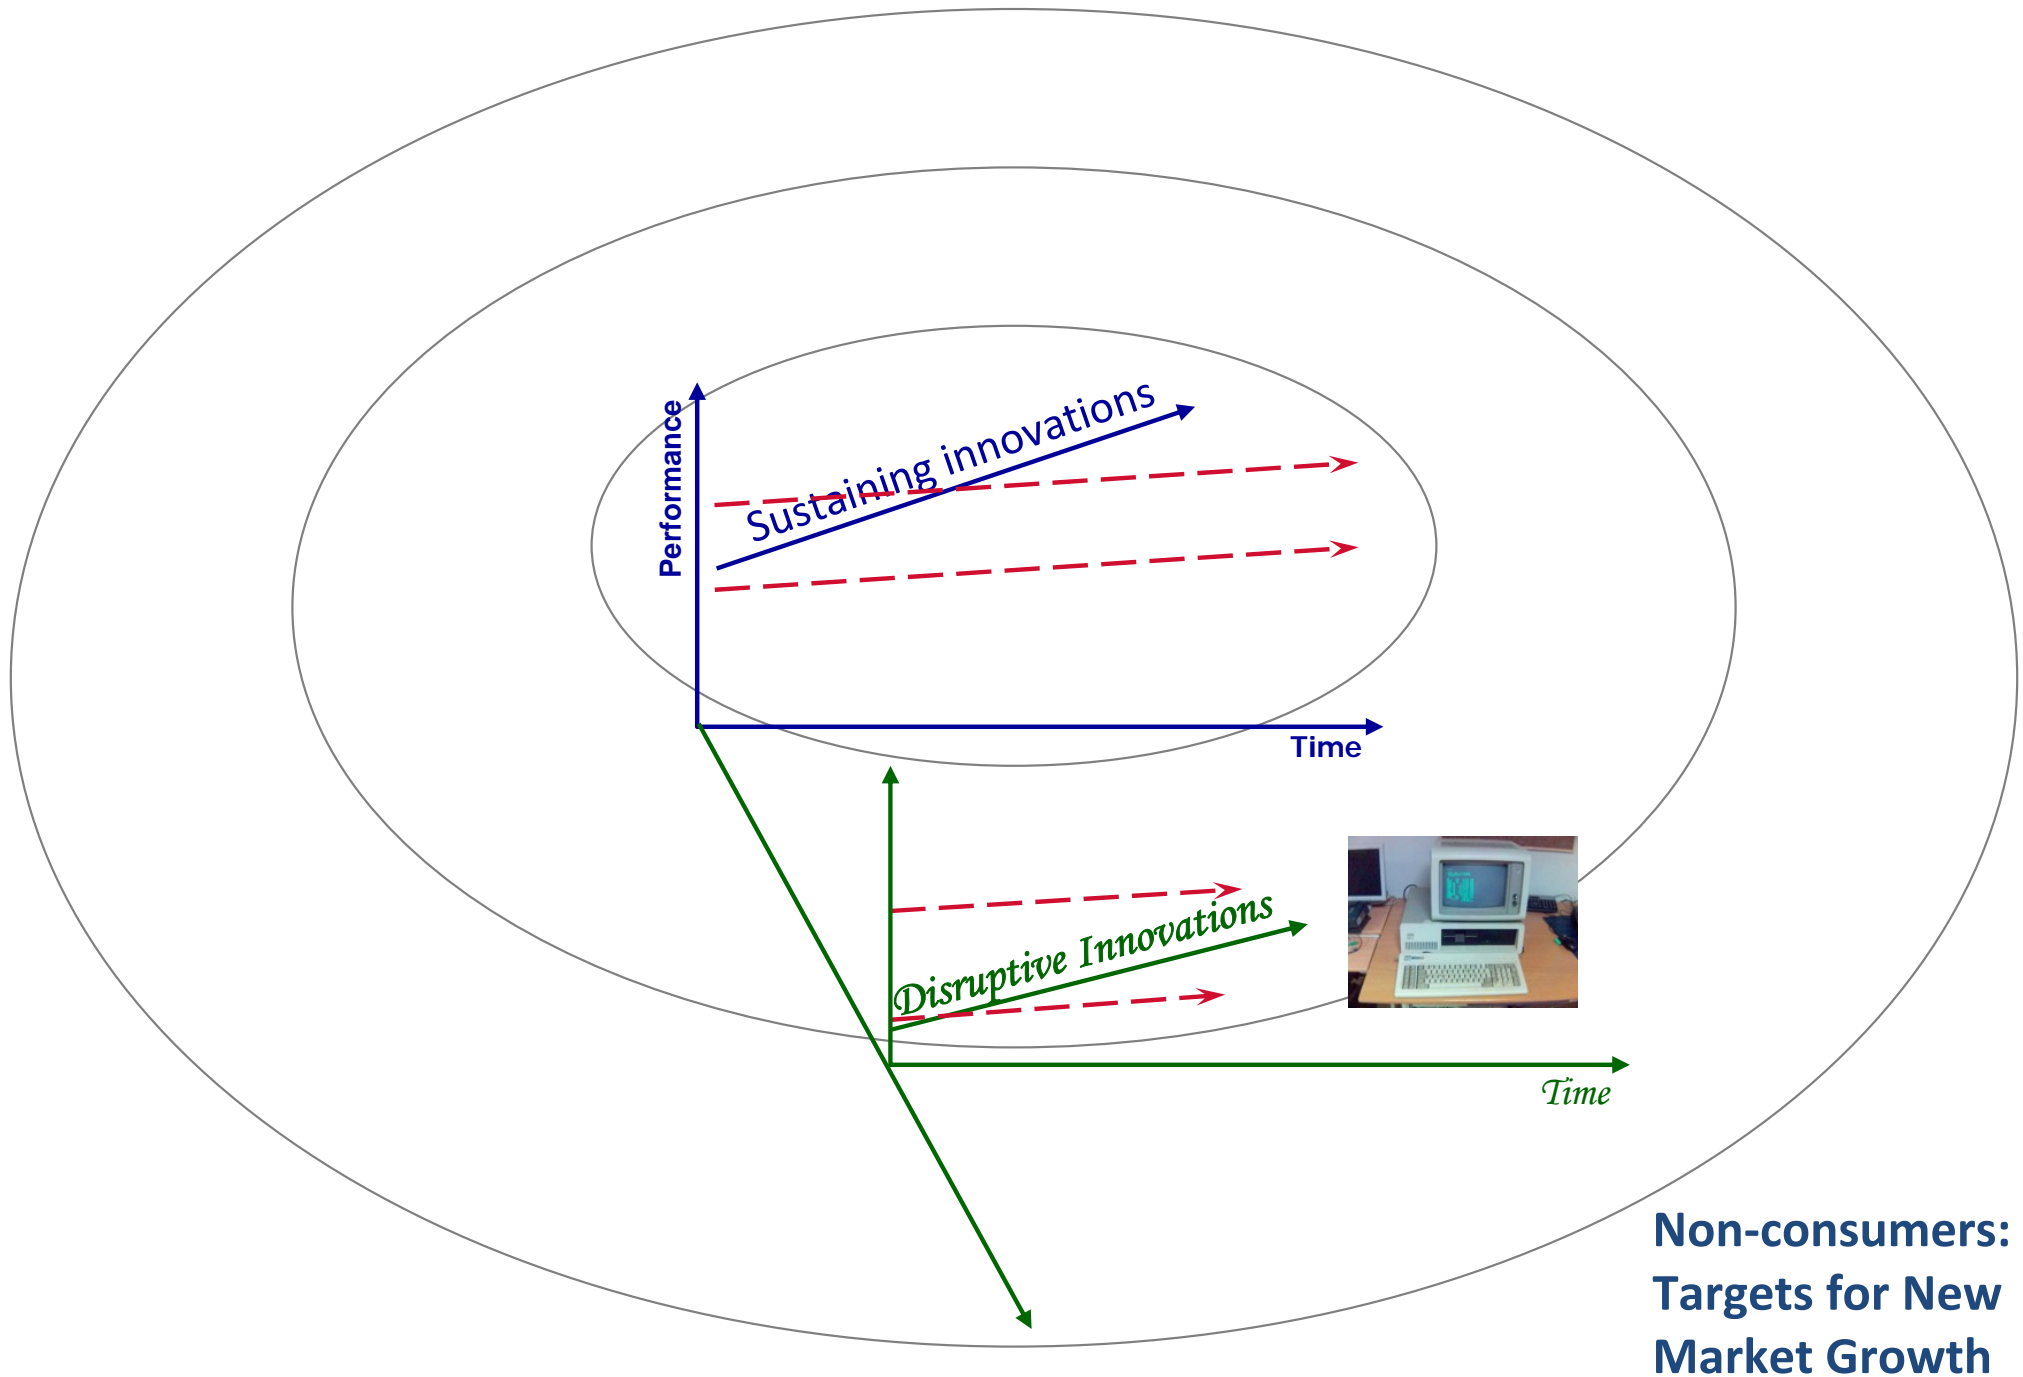 Performance
Sustaining innovations
Time
Disruptive Innovations
Time
Non-consumers:
Targets for New
Market Growth